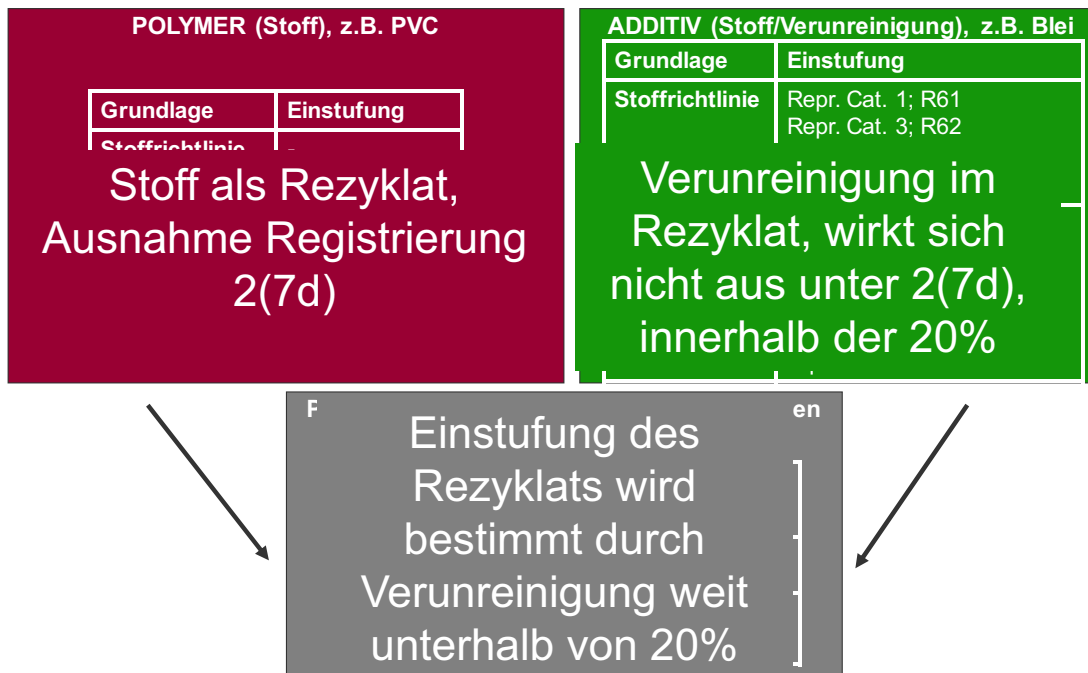 POLYMER (Stoff), z.B. PVC
Grundlage Einstufung
Stoffrichtlinie -
Stoff als Rezyklat,
Ausnahme Registrierung
2(7d)
ADDITIV (Stoff/Verunreinigung), z.B. Blei
Grundlage Einstufung
Stoffrichtlinie Repr. Cat. 1; R61
Repr. Cat. 3; R62
Verunreinigung im
Rezyklat, wirkt sich
nicht aus unter 2(7d),
innerhalb der 20%
en
Einstufung des
Rezyklats wird
bestimmt durch
Verunreinigung weit
unterhalb von 20%